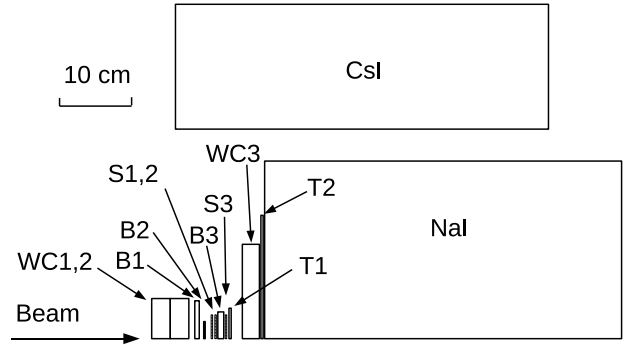 CsI
10 cm
WC3
S1,2
T2
S3
B2
B3
NaI
WC1,2
B1
T1
Beam